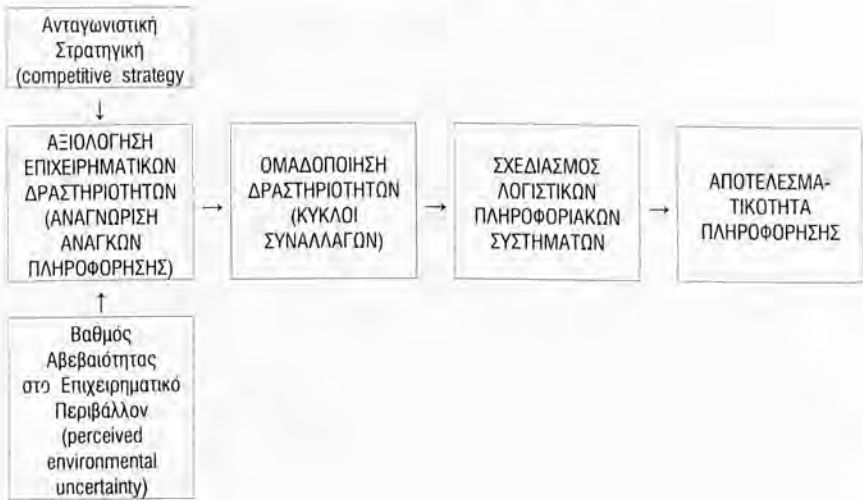 Ανταγωνιστική
Στρατηγική
(competitive strategy
↓
ΑΞΙΟΛΟΓΗΣΗ
ΕΠΙΧΕΙΡΗΜΑΤΙΚΩΝ
ΔΡΑΣΤΗΡΙΟΤΗΤΩΝ
(ΑΝΑΓΝΩΡΙΣΗ
ΑΝΑΓΚΩΝ
ΠΛΗΡΟΦΟΡΗΣΗΣ)
→
ΟΜΑΔΟΠΟΙΗΣΗ
ΔΡΑΣΤΗΡΙΟΤΗΤΩΝ
(ΚΥΚΛΟΙ
ΣΥΝΑΛΛΑΓΩΝ)
→
ΣΧΕΔΙΑΣΜΟΣ
ΛΟΓΙΣΤΙΚΩΝ
ΠΛΗΡΟΦΟΡΙΑΚΩΝ
ΣΥΣΤΗΜΑΤΩΝ
→
ΑΠΟΤΕΛΕΣΜΑ-
ΤΙΚΟΤΗΤΑ
ΠΛΗΡΟΦΟΡΗΣΗΣ
↑
Βαθμός
Αβεβαιότητας
στο Επιχειρηματικό
Περιβάλλον
(perceived
environmental
uncertainty)